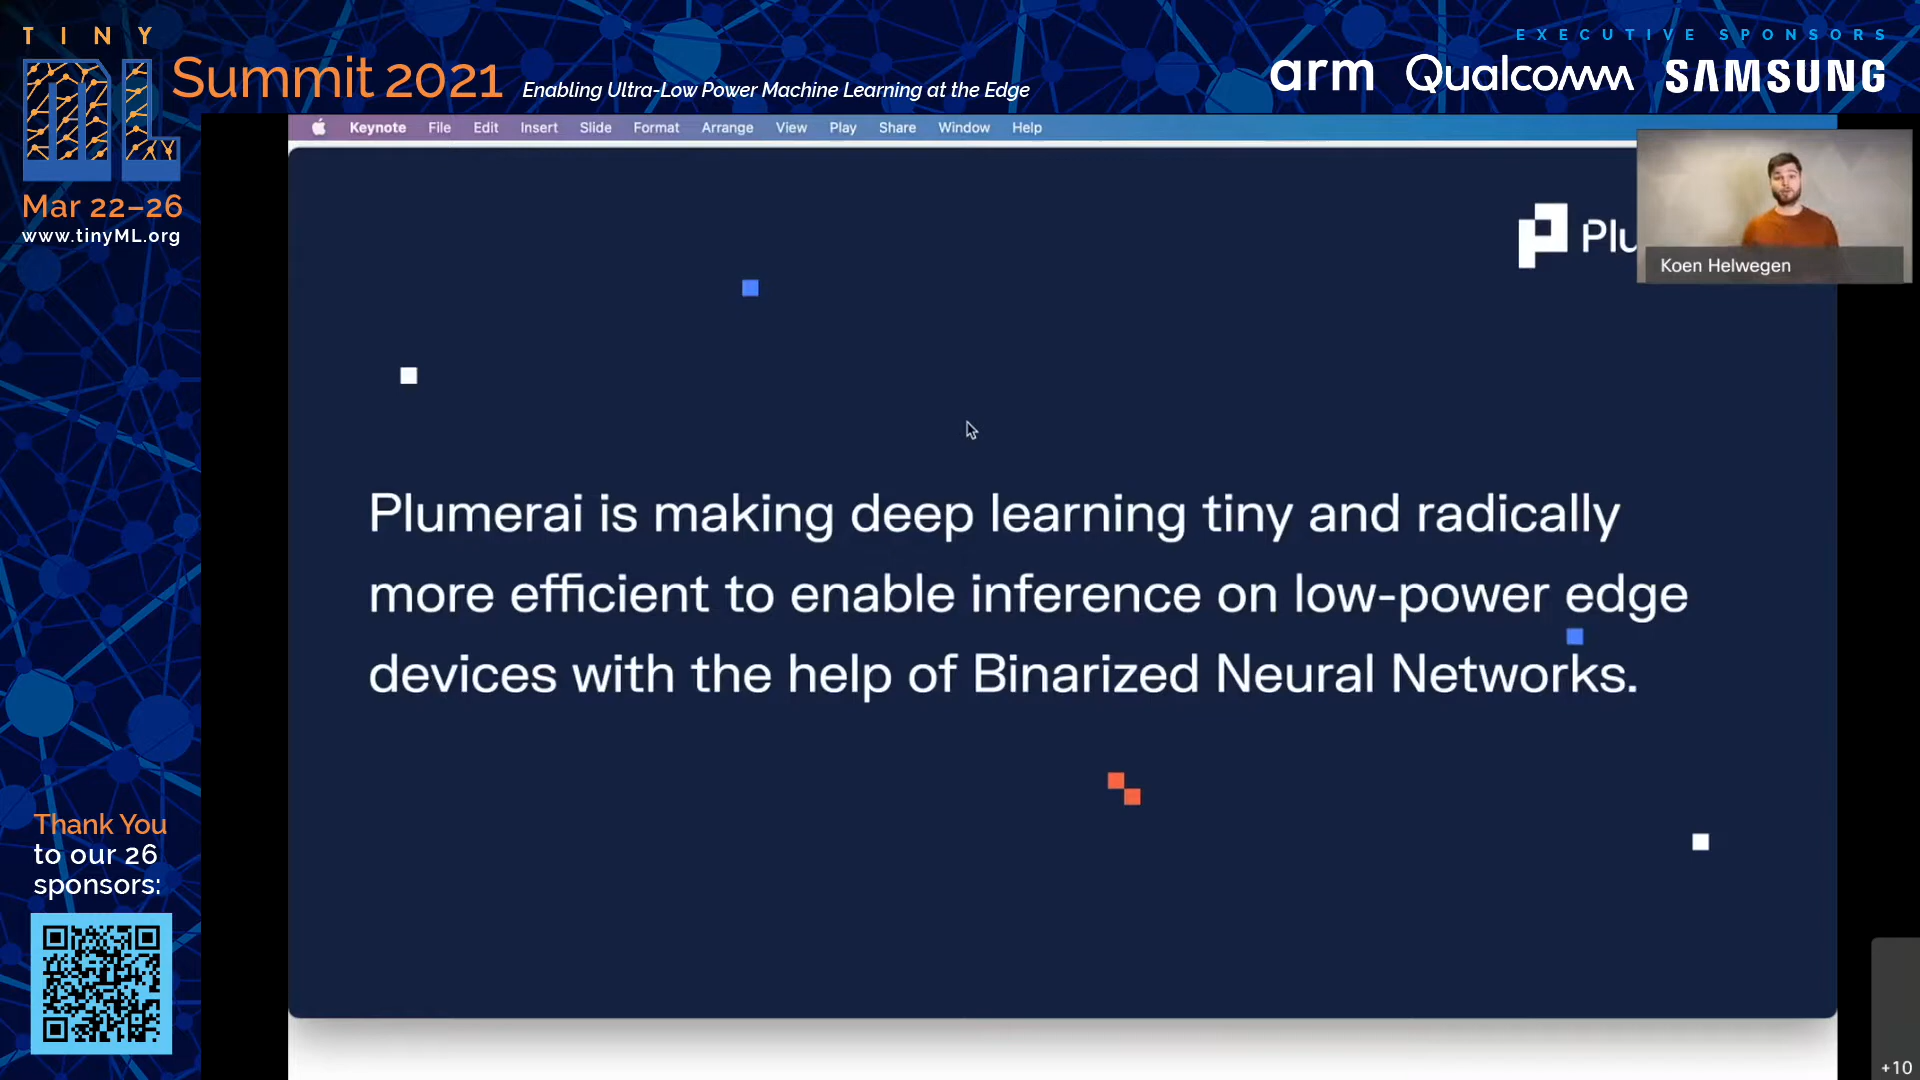 TINY
ML
Summit 2021
Enabling Ultra-Low Power Machine Learning at the Edge
EXECUTIVE SPONSORS
arm Qualcomm SAMSUNG
Mar 22–26
www.tinyML.org
Keynote File Edit Insert Slide Format Arrange View Play Share Window Help
Plu
Koen Helwegen
Plumerai is making deep learning tiny and radically
more efficient to enable inference on low-power edge
devices with the help of Binarized Neural Networks.
Thank You
to our 26
sponsors:
+10